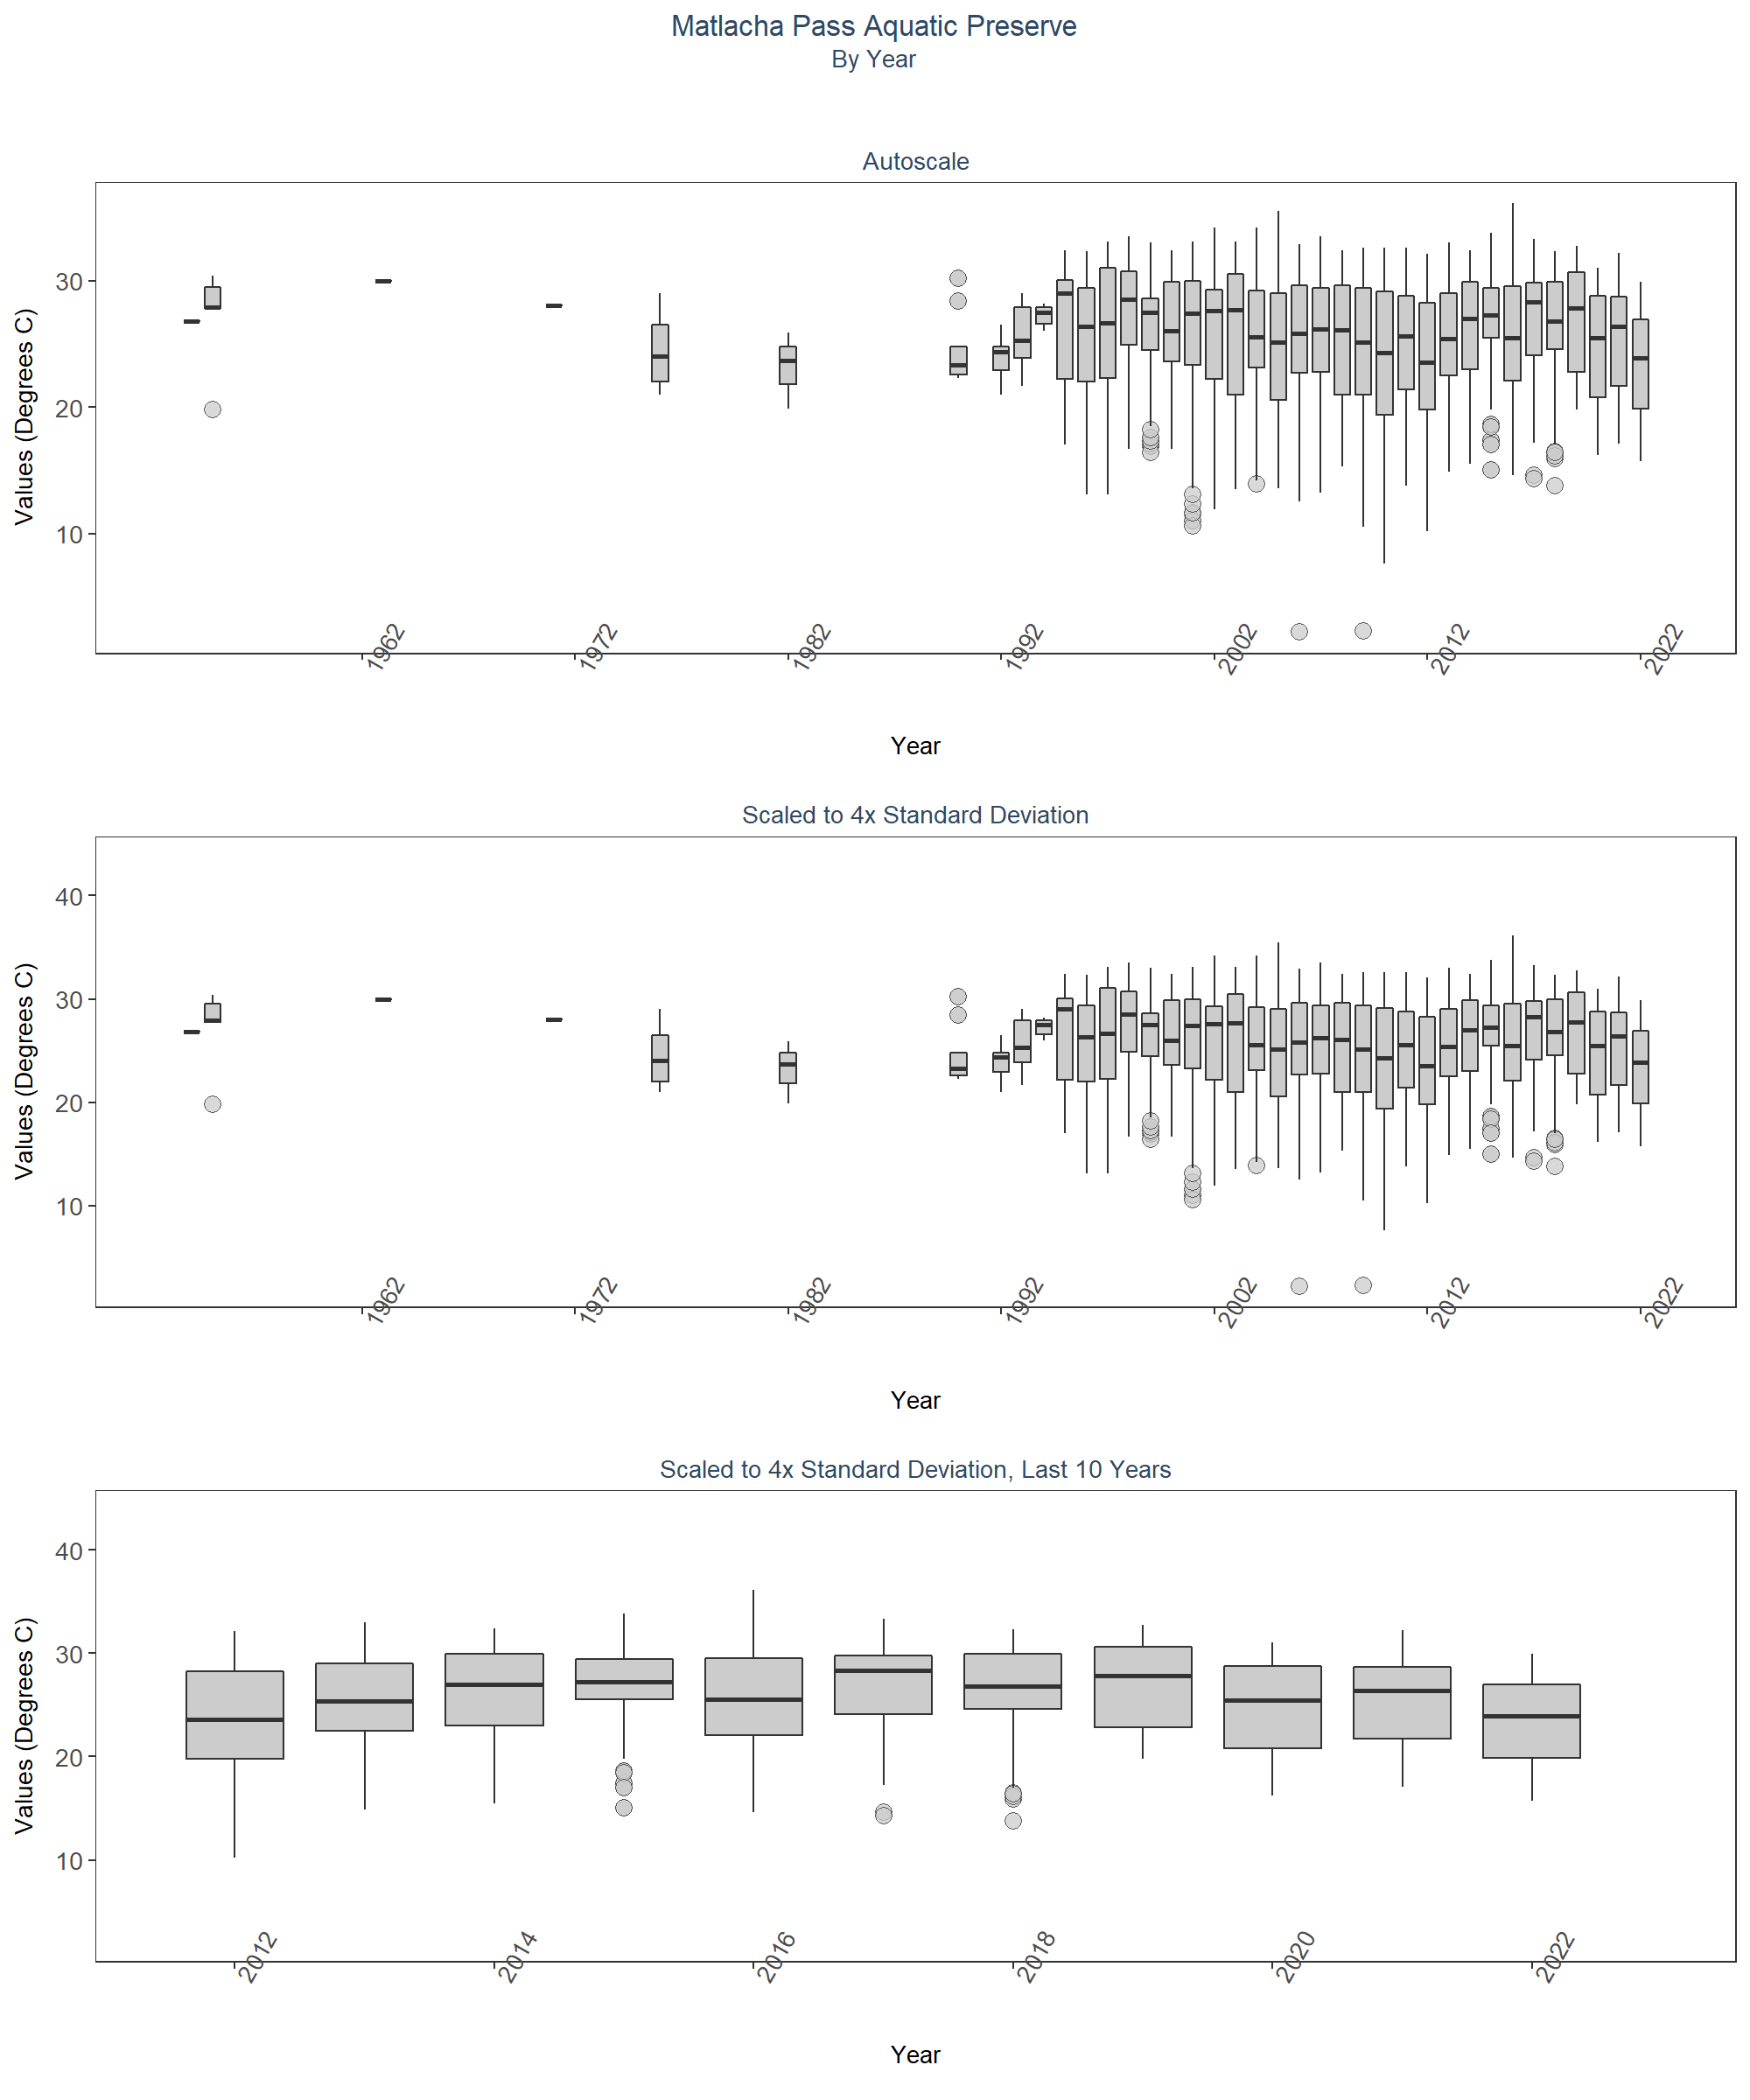 Matlacha Pass Aquatic Preserve
By Year
Autoscale
Values (Degrees C)
30
20
10
1962
1972
1982
1992
2002
2012
2022
Year
Scaled to 4x Standard Deviation
Values (Degrees C)
40
30
20
10
1962
1972
1982
1992
2002
2012
2022
Year
Scaled to 4x Standard Deviation, Last 10 Years
Values (Degrees C)
40
30
20
10
2012
2014
2016
2018
2020
2022
Year